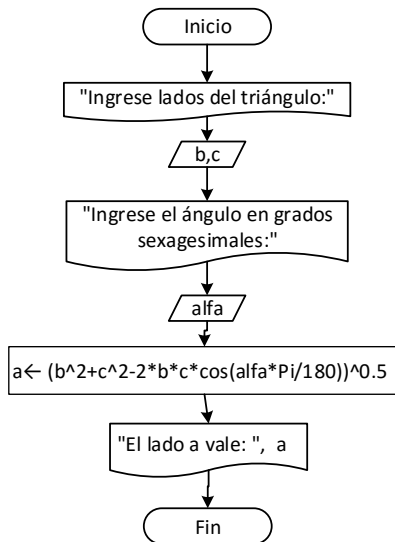 Inicio
"Ingrese lados del triángulo:"
b,c
"Ingrese el ángulo en grados
sexagesimales:"
alfa
a← (b^2+c^2-2*b*c*cos(alfa*Pi/180))^0.5
"El lado a vale: ", a
Fin